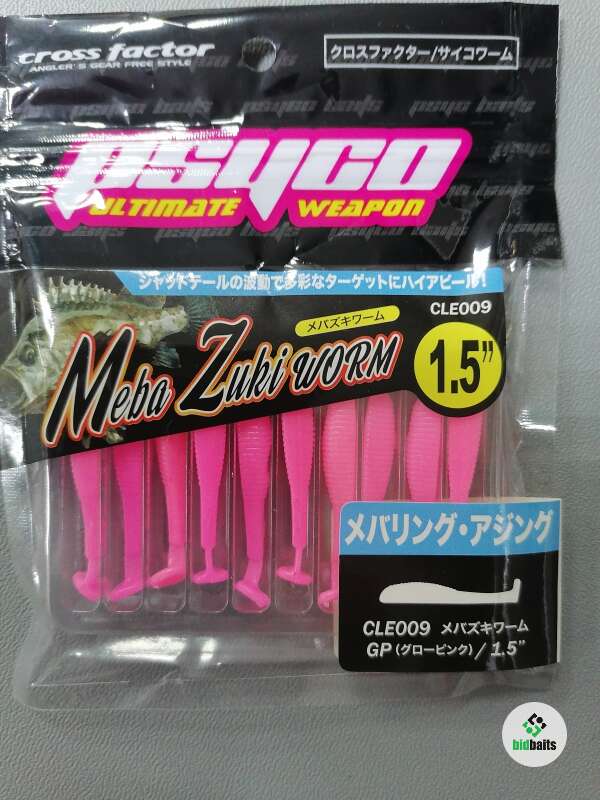 cross factor
ANGLER'S GEAR FREE STYLE
クロスファクター/サイコワーム
psyco baits
PSYCO
ULTIMATE WEAPON
シャッドテールの波動で多彩なターゲットにハイアピール!
CLE009
メバズキワーム
Meba Zuki WORM
1.5"
メバリング・アジング
CLE009 メバズキワーム
GP (グローピンク) / 1.5"
bidbaits